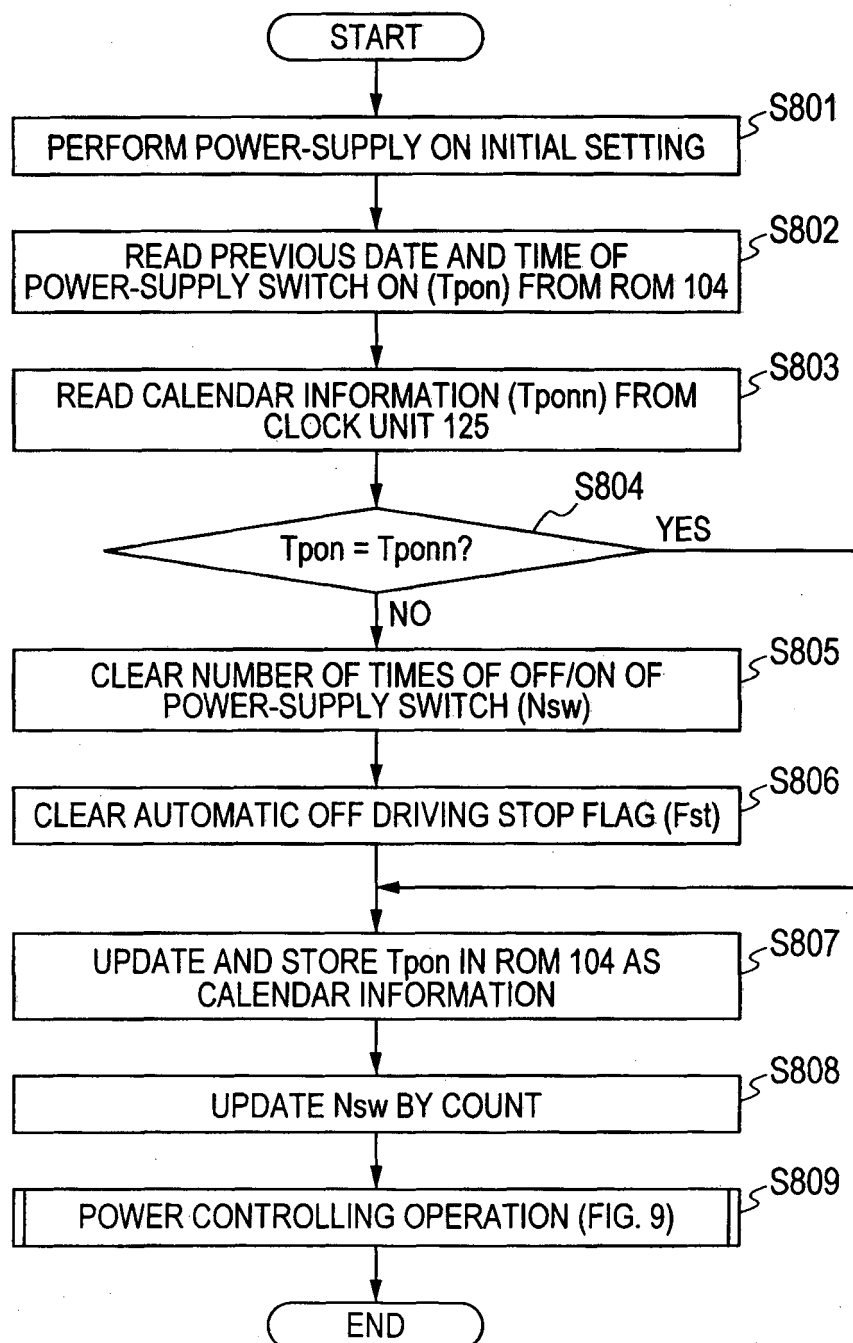 START
S801
PERFORM POWER-SUPPLY ON INITIAL SETTING
S802
READ PREVIOUS DATE AND TIME OF
POWER-SUPPLY SWITCH ON (Tpon) FROM ROM 104
S803
READ CALENDAR INFORMATION (Tponn) FROM
CLOCK UNIT 125
S804
Tpon = Tponn?
YES
NO
S805
CLEAR NUMBER OF TIMES OF OFF/ON OF
POWER-SUPPLY SWITCH (Nsw)
S806
CLEAR AUTOMATIC OFF DRIVING STOP FLAG (Fst)
S807
UPDATE AND STORE Tpon IN ROM 104 AS
CALENDAR INFORMATION
S808
UPDATE Nsw BY COUNT
S809
POWER CONTROLLING OPERATION (FIG. 9)
END